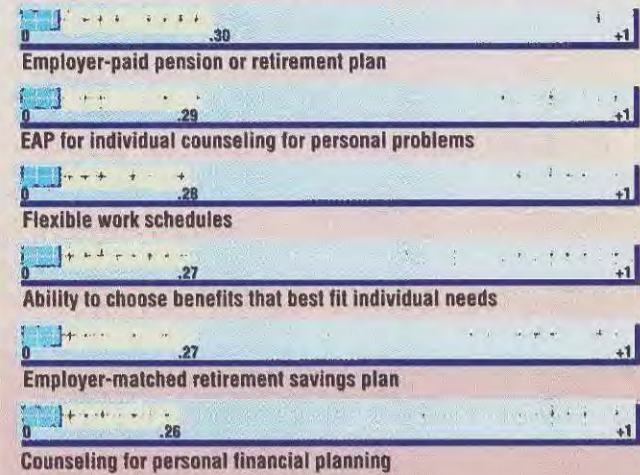 0 .30 +1
Employer-paid pension or retirement plan
0 .29 +1
EAP for individual counseling for personal problems
0 .28 +1
Flexible work schedules
0 .27 +1
Ability to choose benefits that best fit individual needs
0 .27 +1
Employer-matched retirement savings plan
0 .26 +1
Counseling for personal financial planning